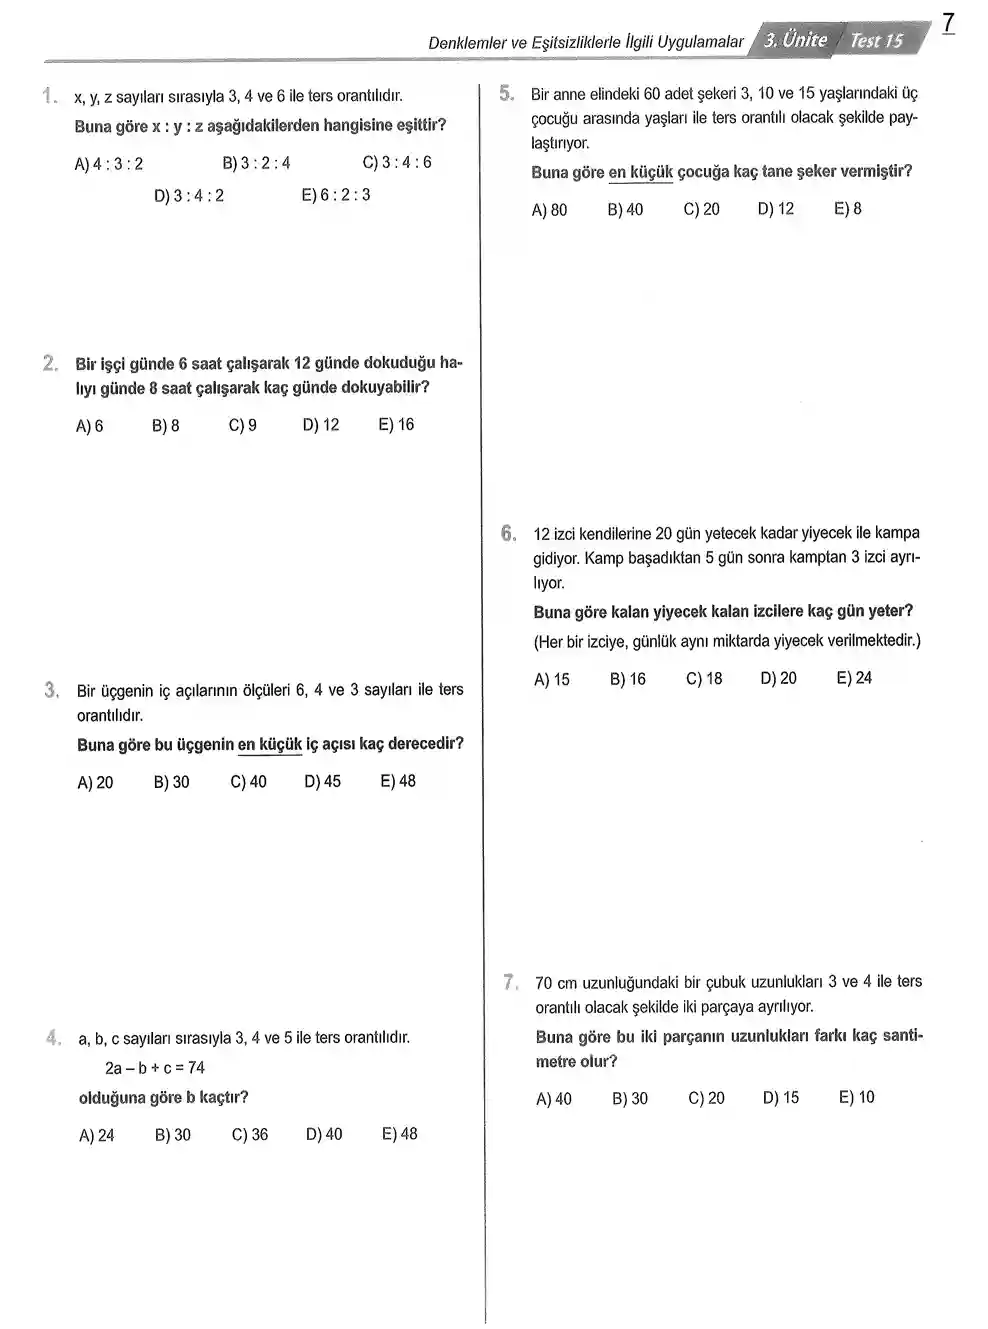 7
Denklemler ve Eşitsizliklerle İlgili Uygulamalar 3. Ünite Test 15
1. x, y, z sayıları sırasıyla 3, 4 ve 6 ile ters orantılıdır.
Buna göre x : y : z aşağıdakilerden hangisine eşittir?
A) 4 : 3 : 2 B) 3 : 2 : 4 C) 3 : 4 : 6
D) 3 : 4 : 2 E) 6 : 2 : 3
2. Bir işçi günde 6 saat çalışarak 12 günde dokuduğu ha-
lıyı günde 8 saat çalışarak kaç günde dokuyabilir?
A) 6 B) 8 C) 9 D) 12 E) 16
3. Bir üçgenin iç açılarının ölçüleri 6, 4 ve 3 sayıları ile ters
orantılıdır.
Buna göre bu üçgenin en küçük iç açısı kaç derecedir?
A) 20 B) 30 C) 40 D) 45 E) 48
4. a, b, c sayıları sırasıyla 3, 4 ve 5 ile ters orantılıdır.
2a – b + c = 74
olduğuna göre b kaçtır?
A) 24 B) 30 C) 36 D) 40 E) 48
5. Bir anne elindeki 60 adet şekeri 3, 10 ve 15 yaşlarındaki üç
çocuğu arasında yaşları ile ters orantılı olacak şekilde pay-
laştırıyor.
Buna göre en küçük çocuğa kaç tane şeker vermiştir?
A) 80 B) 40 C) 20 D) 12 E) 8
6. 12 izci kendilerine 20 gün yetecek kadar yiyecek ile kampa
gidiyor. Kamp başadıktan 5 gün sonra kamptan 3 izci ayrı-
lıyor.
Buna göre kalan yiyecek kalan izcilere kaç gün yeter?
(Her bir izciye, günlük aynı miktarda yiyecek verilmektedir.)
A) 15 B) 16 C) 18 D) 20 E) 24
7. 70 cm uzunluğundaki bir çubuk uzunlukları 3 ve 4 ile ters
orantılı olacak şekilde iki parçaya ayrılıyor.
Buna göre bu iki parçanın uzunlukları farkı kaç santi-
metre olur?
A) 40 B) 30 C) 20 D) 15 E) 10